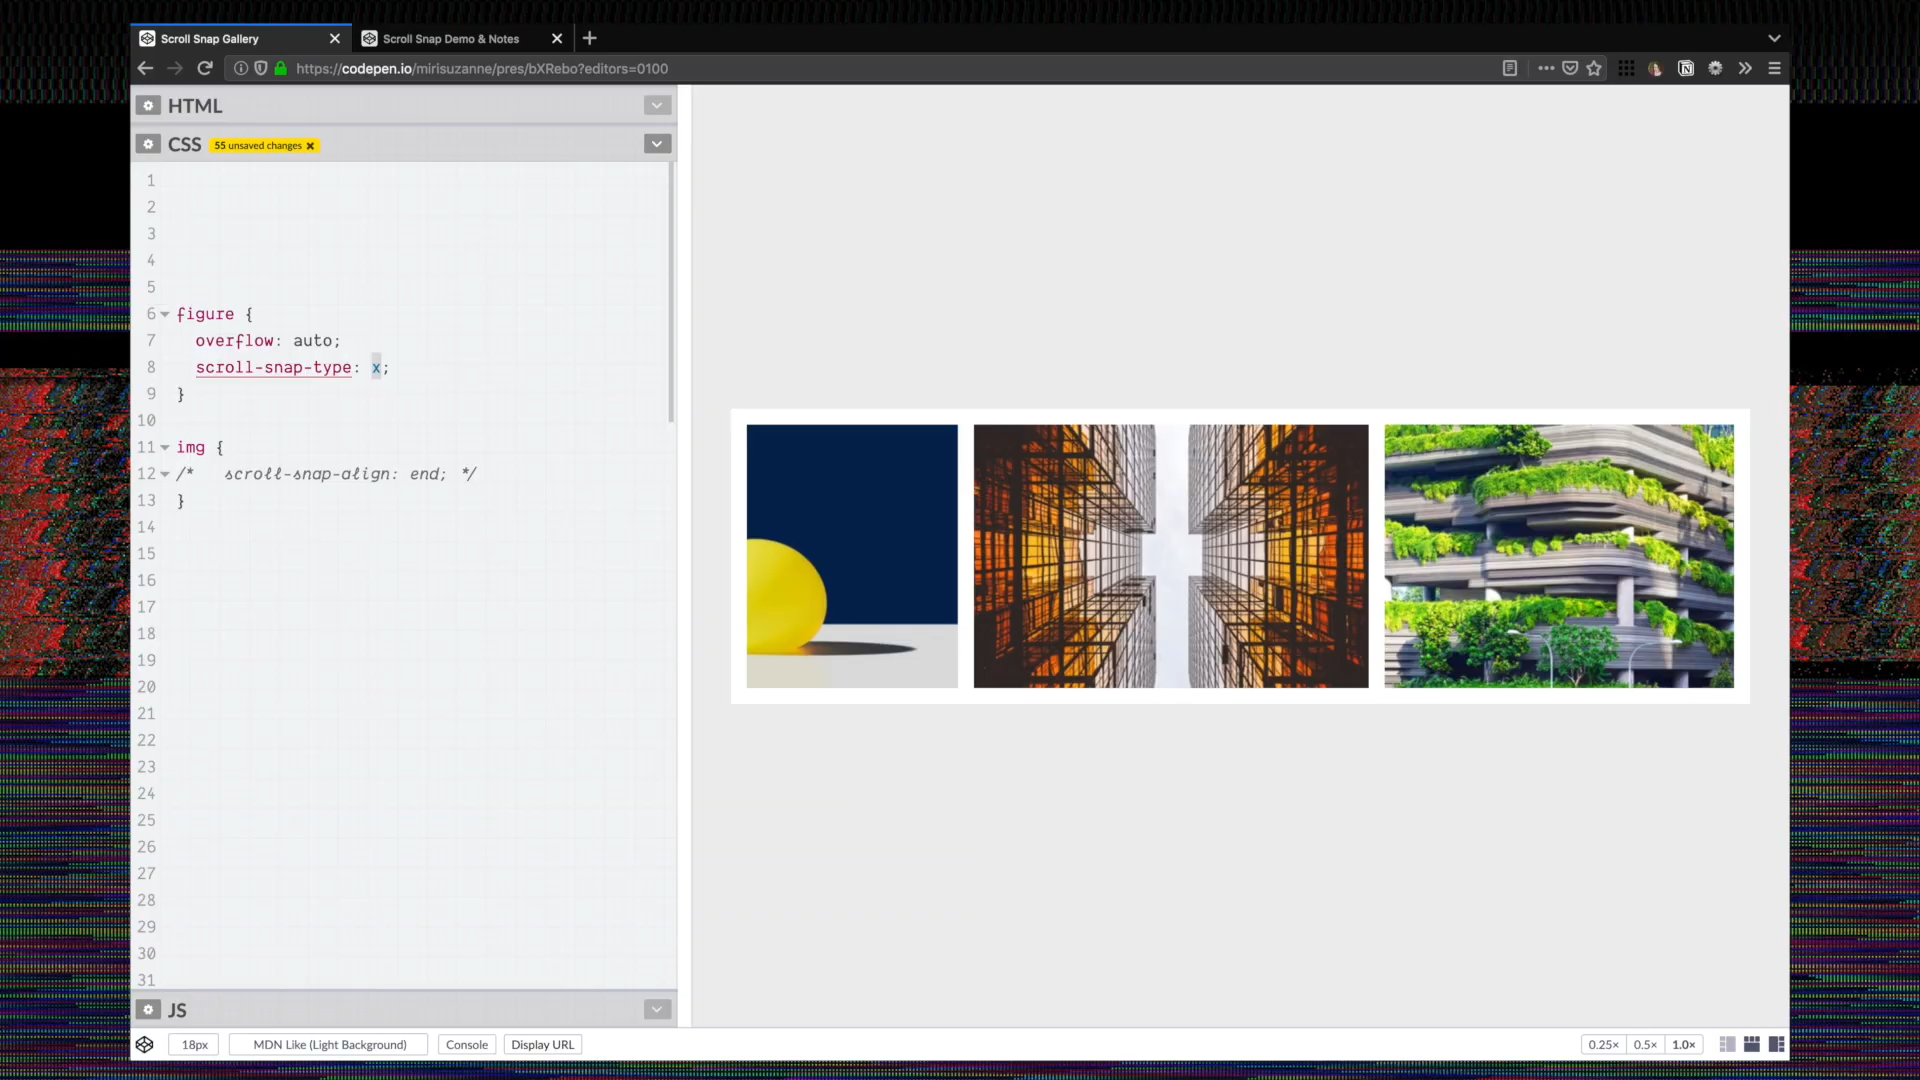 Scroll Snap Gallery
Scroll Snap Demo & Notes
https://codepen.io/mirisuzanne/pres/bXRebo?editors=0100
HTML
CSS 55 unsaved changes
1
2
3
4
5
6 figure {
7 overflow: auto;
8 scroll-snap-type: x;
9 }
10
11 img {
12 /* scroll-snap-align: end; */
13 }
14
15
16
17
18
19
20
21
22
23
24
25
26
27
28
29
30
31
JS
18px MDN Like (Light Background) Console Display URL 0.25× 0.5× 1.0×